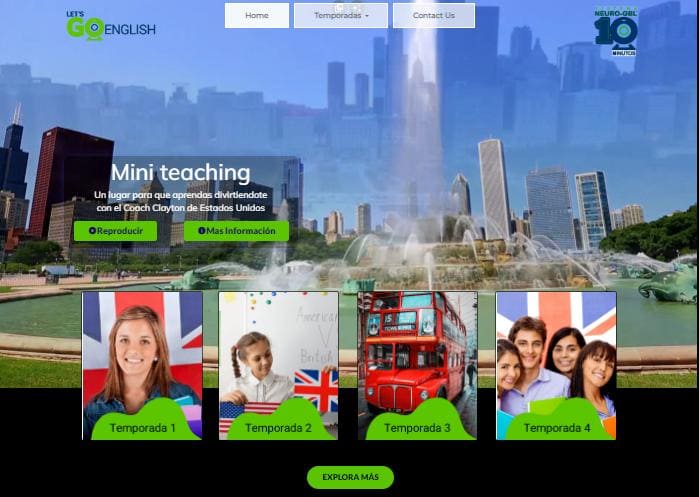 LET'S
GO ENGLISH
Home
Temporadas
Contact Us
NEURO-GBL
10
MINUTOS
Mini teaching
Un lugar para que aprendas divirtiendote
con el Coach Clayton de Estados Unidos
Reproducir
Mas Información
American
British
15
Temporada 1
Temporada 2
Temporada 3
Temporada 4
EXPLORA MÁS